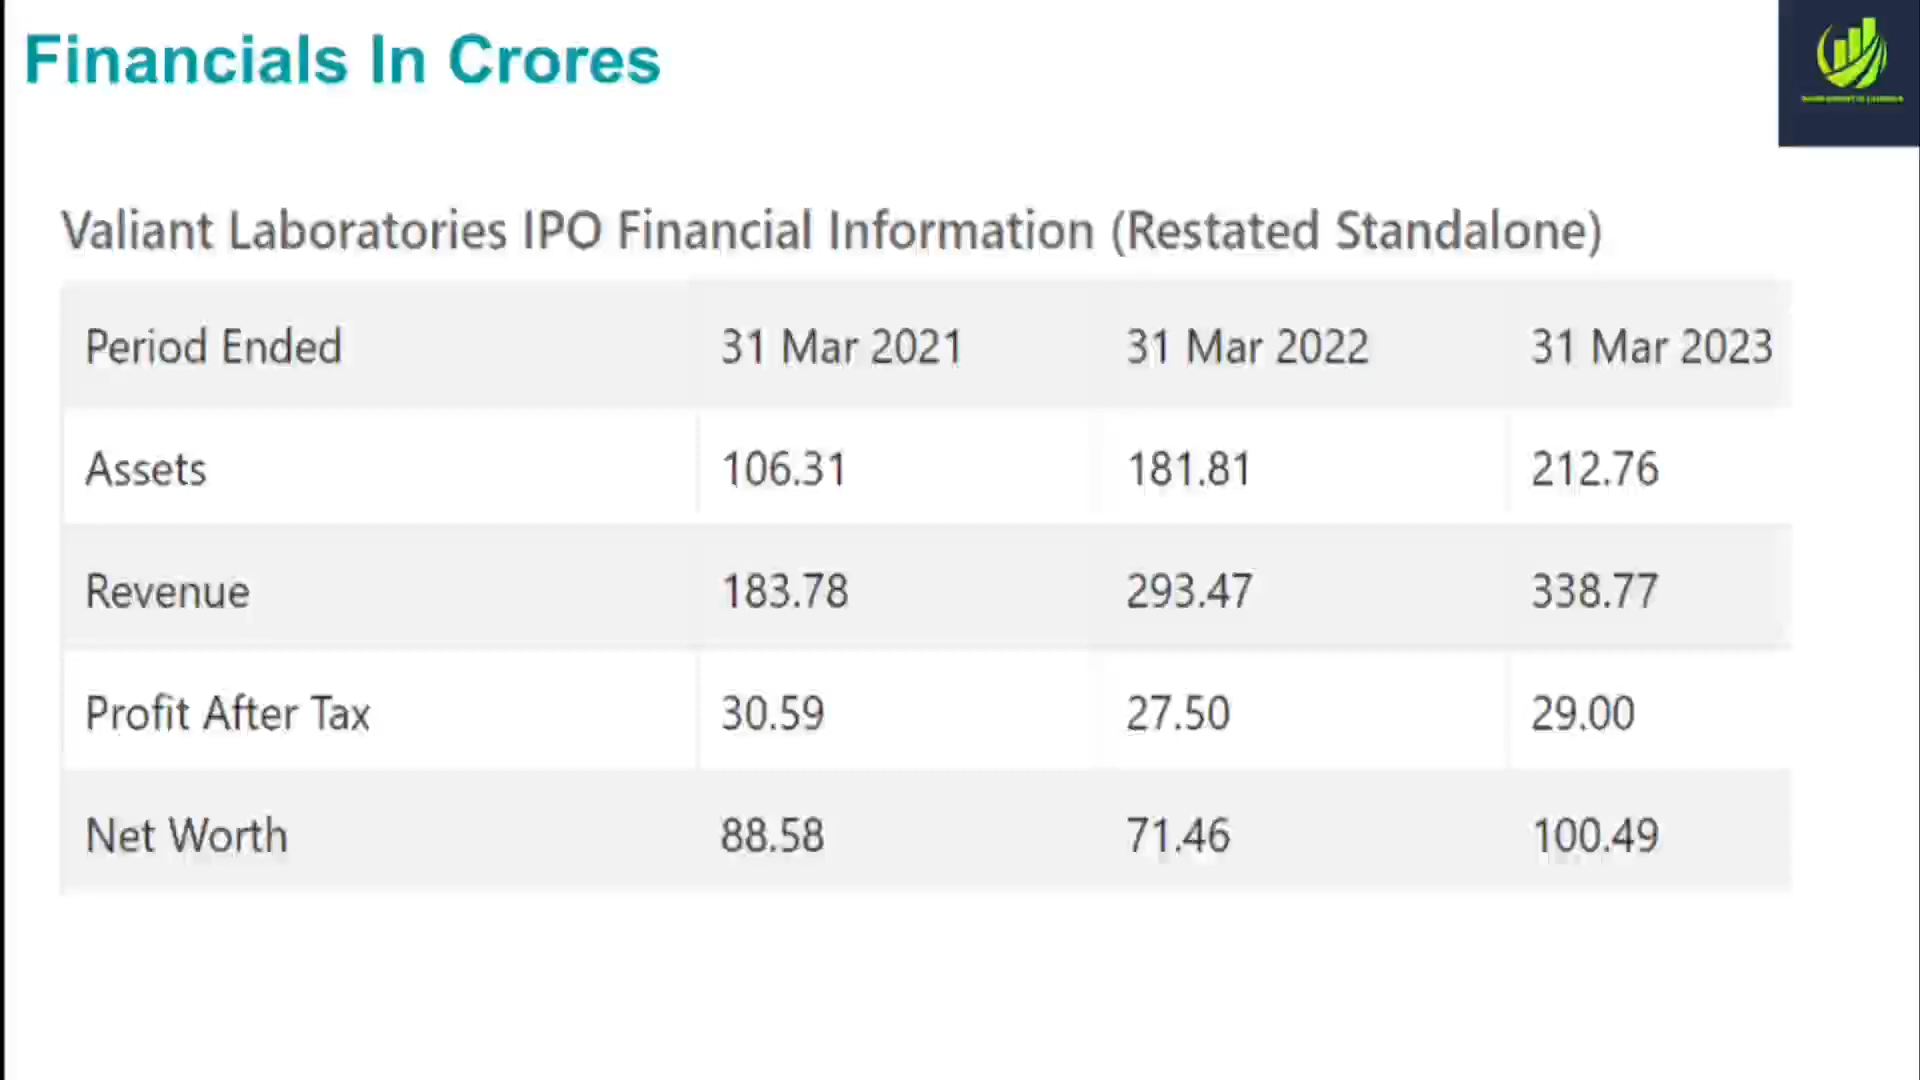 Financials In Crores
Valiant Laboratories IPO Financial Information (Restated Standalone)
Period Ended 31 Mar 2021 31 Mar 2022 31 Mar 2023
Assets 106.31 181.81 212.76
Revenue 183.78 293.47 338.77
Profit After Tax 30.59 27.50 29.00
Net Worth 88.58 71.46 100.49